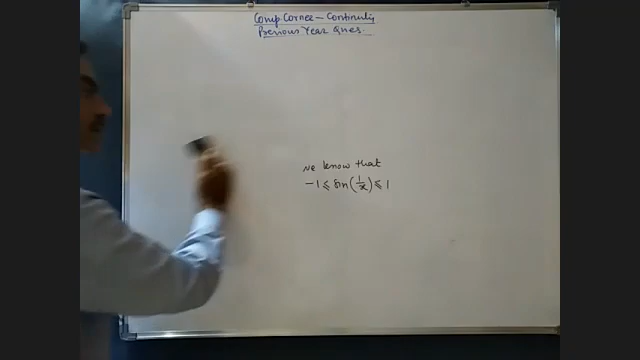 Comp. Corner – Continuity
Previous Year Ques.
We know that
-1 ⩽ Sin(1/x) ⩽ 1